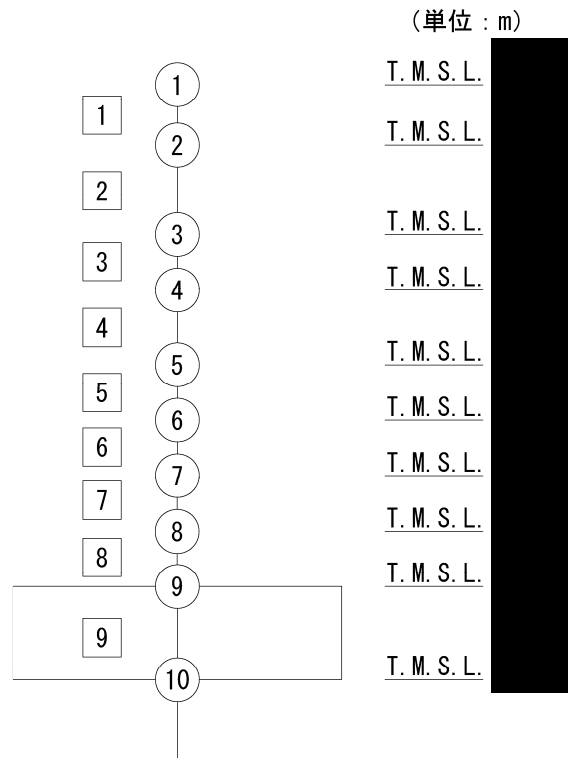 (単位：m)
① T.M.S.L.
1
② T.M.S.L.
2
③ T.M.S.L.
3
④ T.M.S.L.
4
⑤ T.M.S.L.
5
⑥ T.M.S.L.
6
⑦ T.M.S.L.
7
⑧ T.M.S.L.
8
⑨ T.M.S.L.
9
⑩ T.M.S.L.